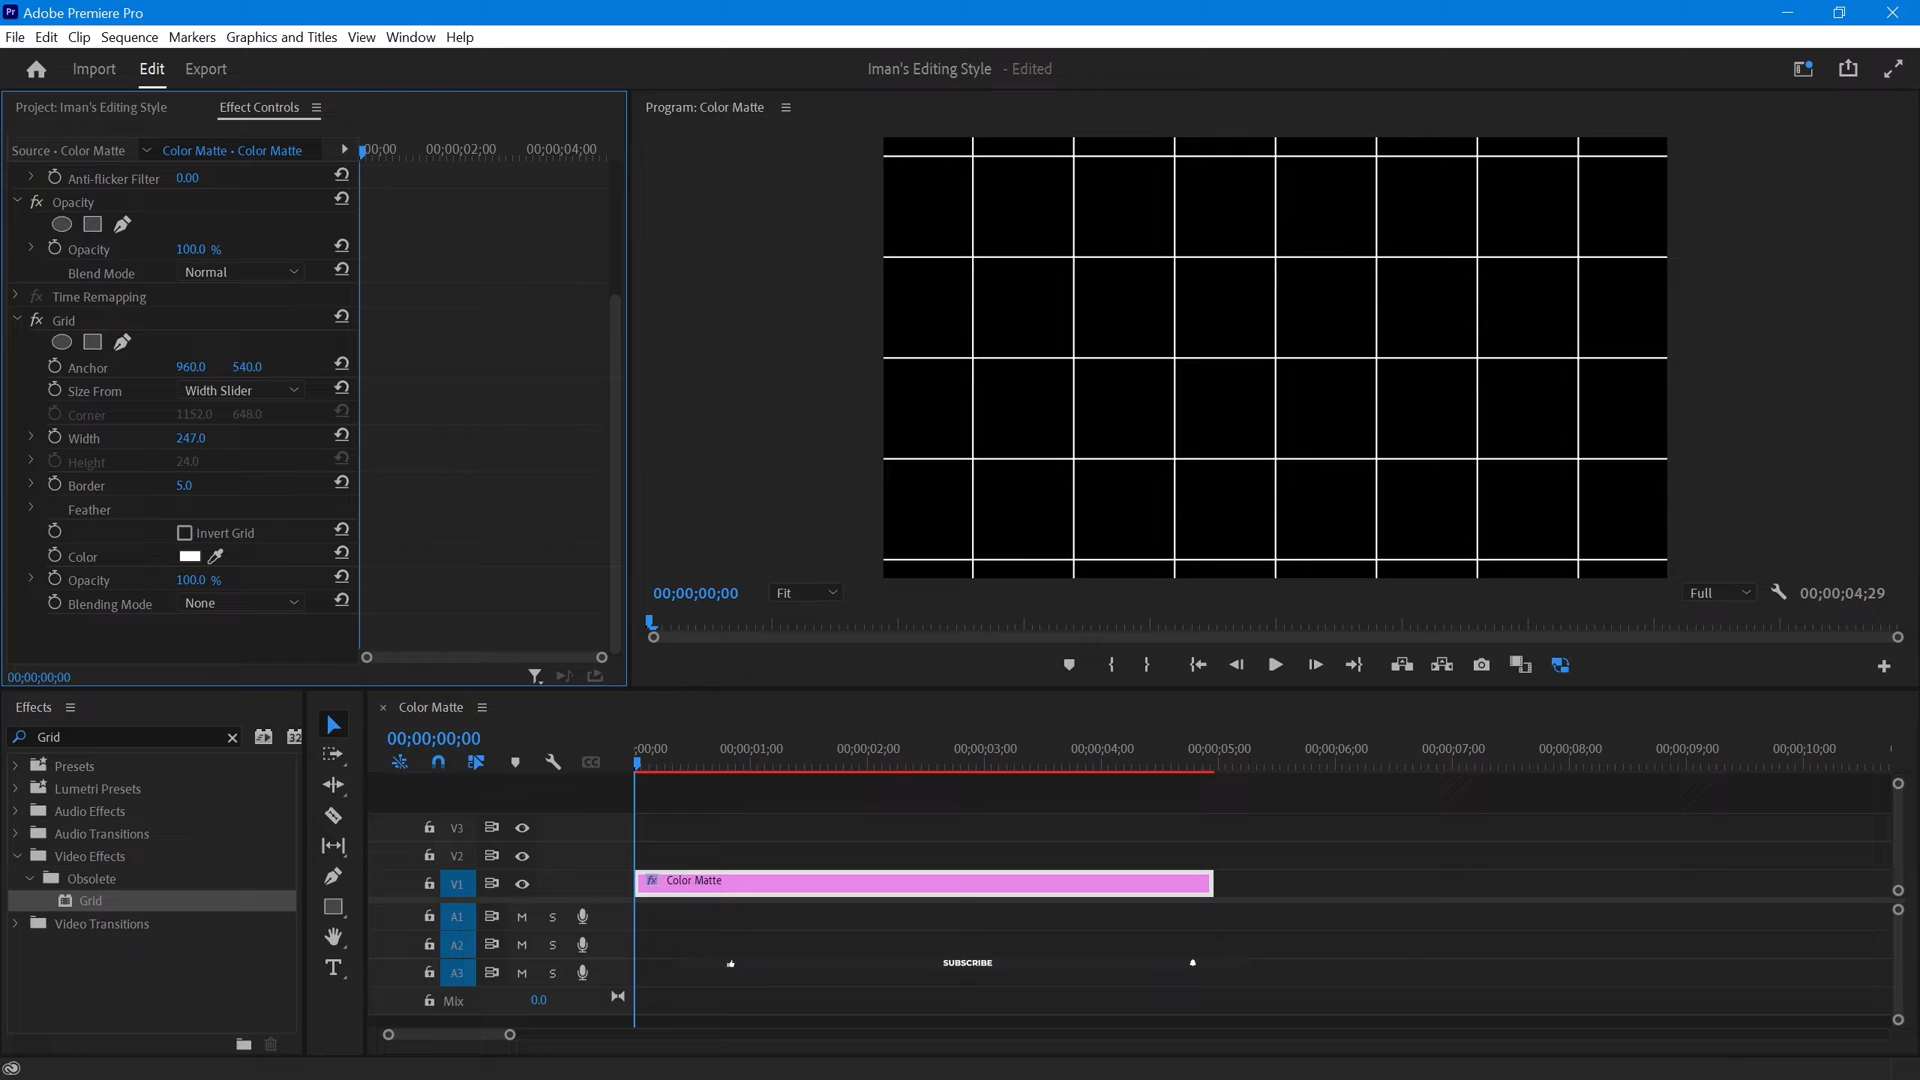 Pr Adobe Premiere Pro
File Edit Clip Sequence Markers Graphics and Titles View Window Help
Import Edit Export Iman's Editing Style - Edited
Project: Iman's Editing Style Effect Controls
Source • Color Matte Color Matte • Color Matte
00;00 00;00;02;00 00;00;04;00
Anti-flicker Filter 0.00
fx Opacity
Opacity 100.0 %
Blend Mode Normal
fx Time Remapping
fx Grid
Anchor 960.0 540.0
Size From Width Slider
Corner 1152.0 648.0
Width 247.0
Height 24.0
Border 5.0
Feather
Invert Grid
Color
Opacity 100.0 %
Blending Mode None
00;00;00;00
Program: Color Matte
00;00;00;00 Fit Full 00;00;04;29
Effects
Grid
32
Presets
Lumetri Presets
Audio Effects
Audio Transitions
Video Effects
Obsolete
Grid
Video Transitions
T
× Color Matte
00;00;00;00
CC
;00;00 00;00;01;00 00;00;02;00 00;00;03;00 00;00;04;00 00;00;05;00 00;00;06;00 00;00;07;00 00;00;08;00 00;00;09;00 00;00;10;00
V3
V2
V1 fx Color Matte
A1 M S
A2 M S
A3 M S
SUBSCRIBE
Mix 0.0